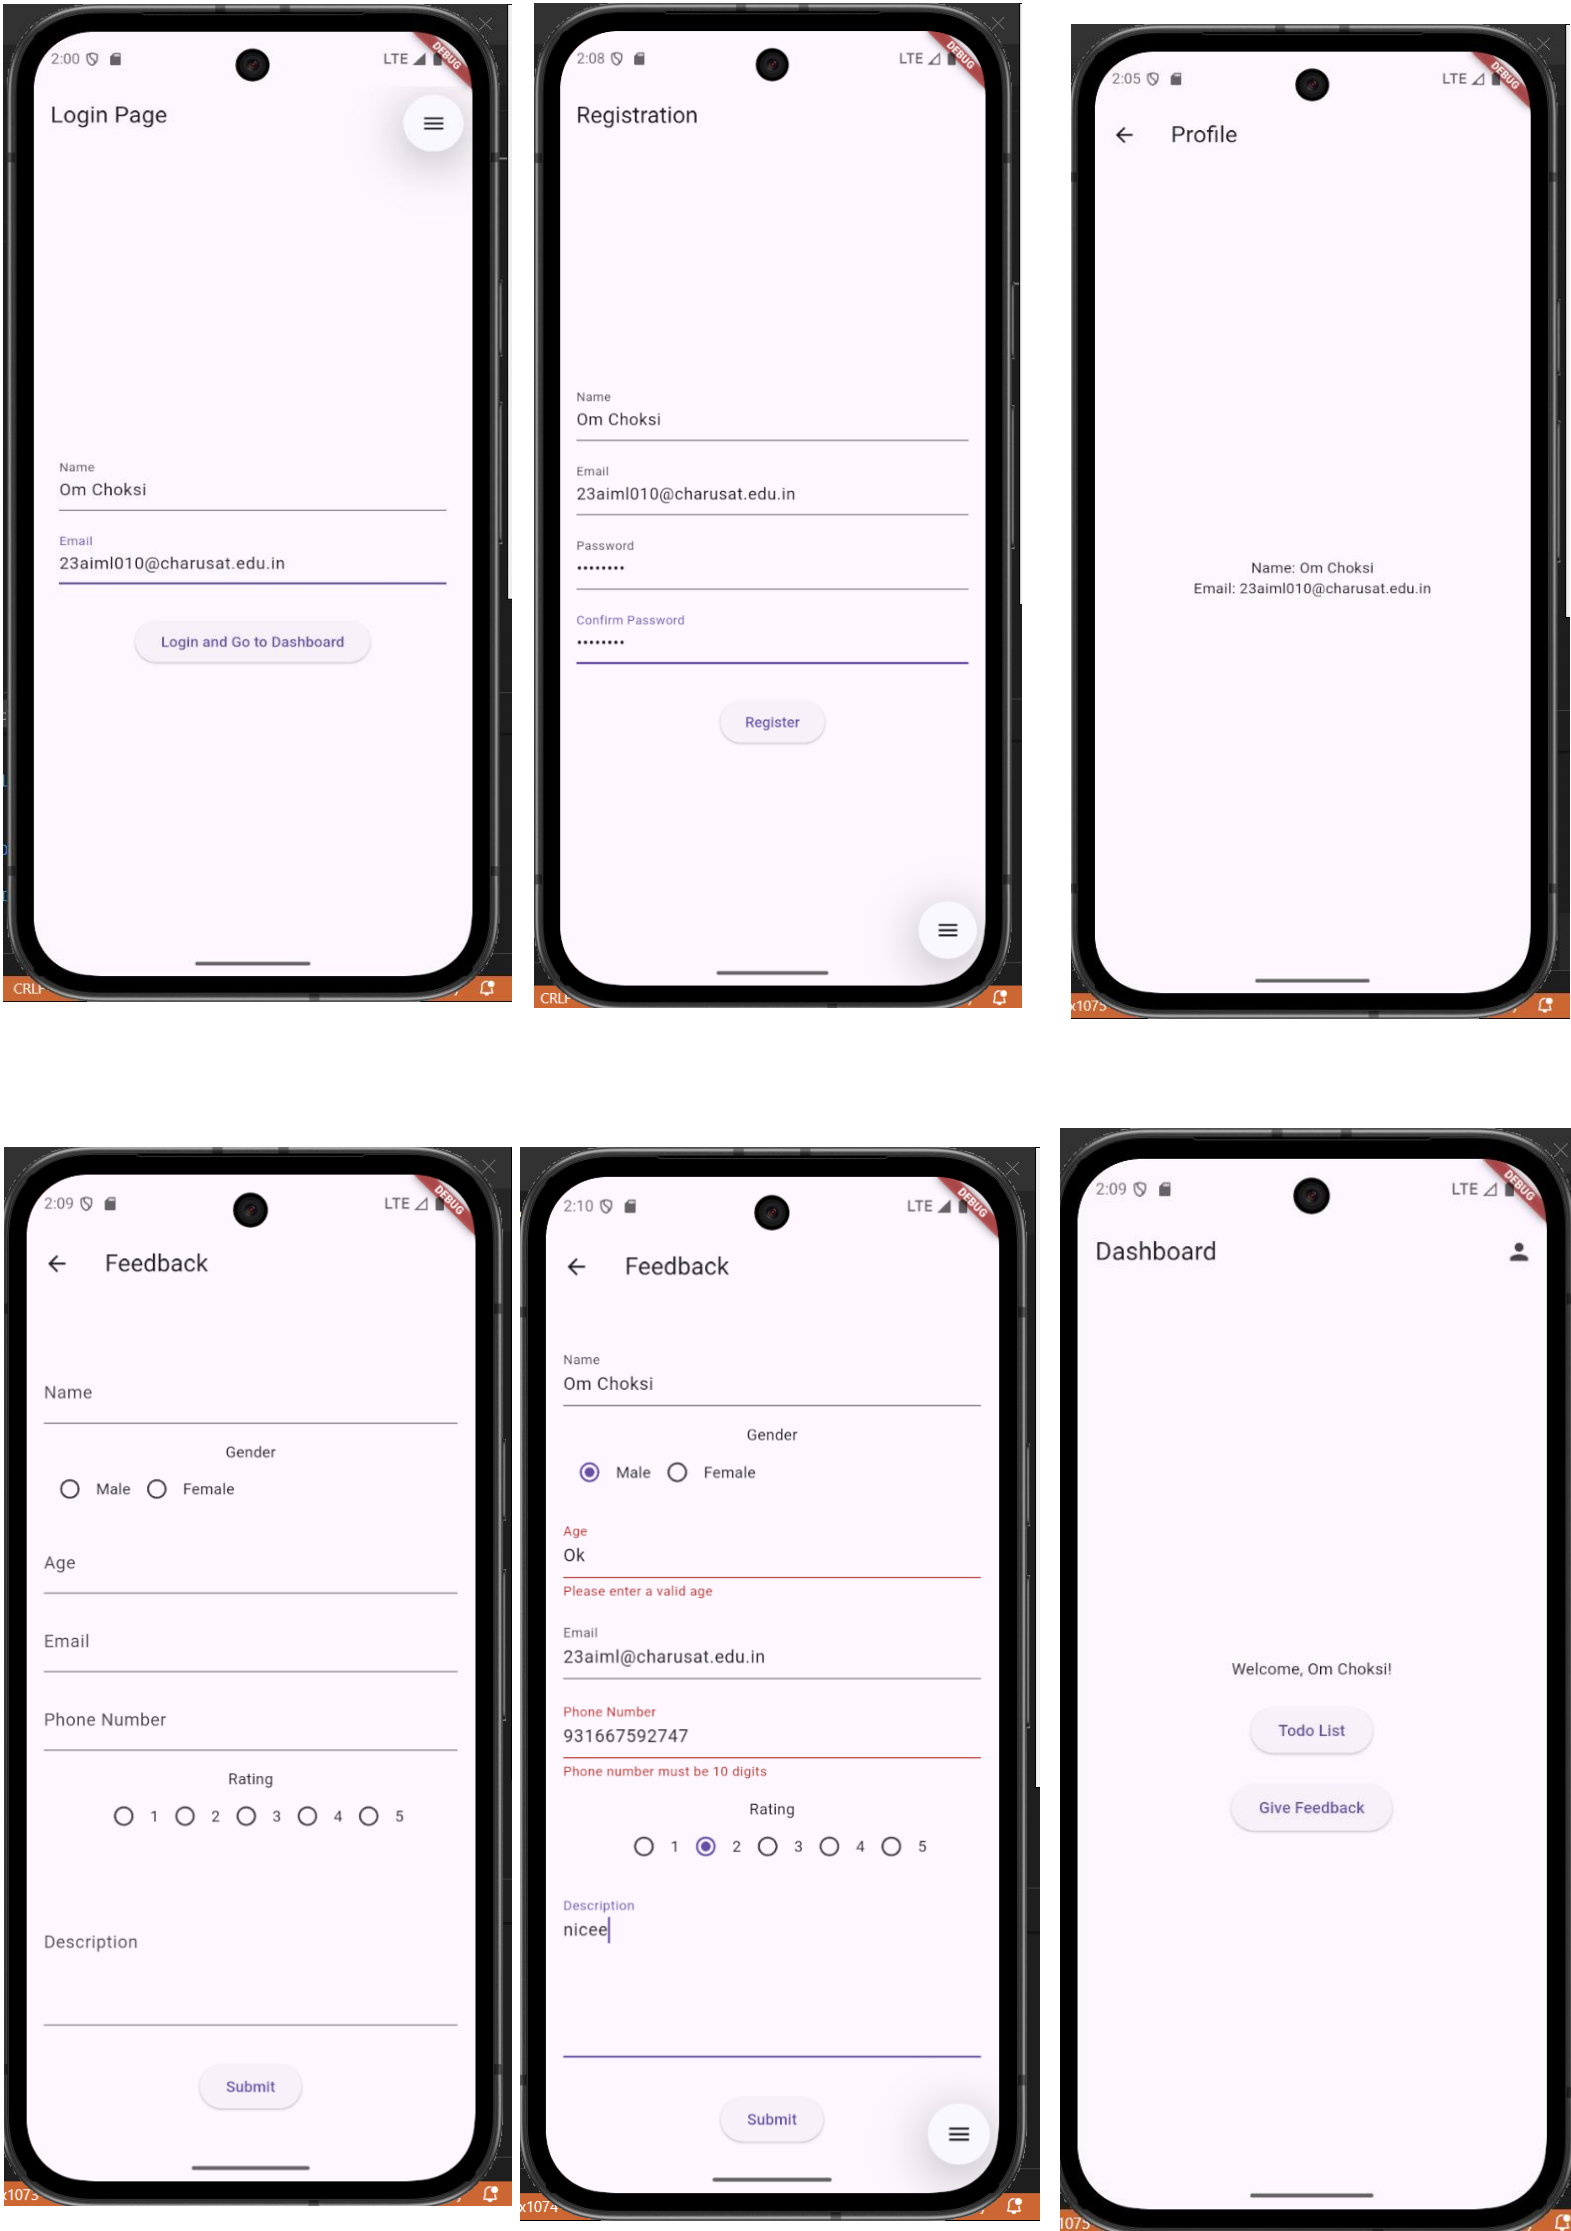 2:00
LTE
DEBUG
Login Page
Name
Om Choksi
Email
23aiml010@charusat.edu.in
Login and Go to Dashboard
CRLF
2:08
LTE
DEBUG
Registration
Name
Om Choksi
Email
23aiml010@charusat.edu.in
Password
••••••••
Confirm Password
••••••••
Register
CRLF
2:05
LTE
DEBUG
Profile
Name: Om Choksi
Email: 23aiml010@charusat.edu.in
x1075
2:09
LTE
DEBUG
Feedback
Name
Gender
Male
Female
Age
Email
Phone Number
Rating
1 2 3 4 5
Description
Submit
x1073
2:10
LTE
DEBUG
Feedback
Name
Om Choksi
Gender
Male
Female
Age
Ok
Please enter a valid age
Email
23aiml@charusat.edu.in
Phone Number
931667592747
Phone number must be 10 digits
Rating
1 2 3 4 5
Description
nicee
Submit
x1074
2:09
LTE
DEBUG
Dashboard
Welcome, Om Choksi!
Todo List
Give Feedback
1075